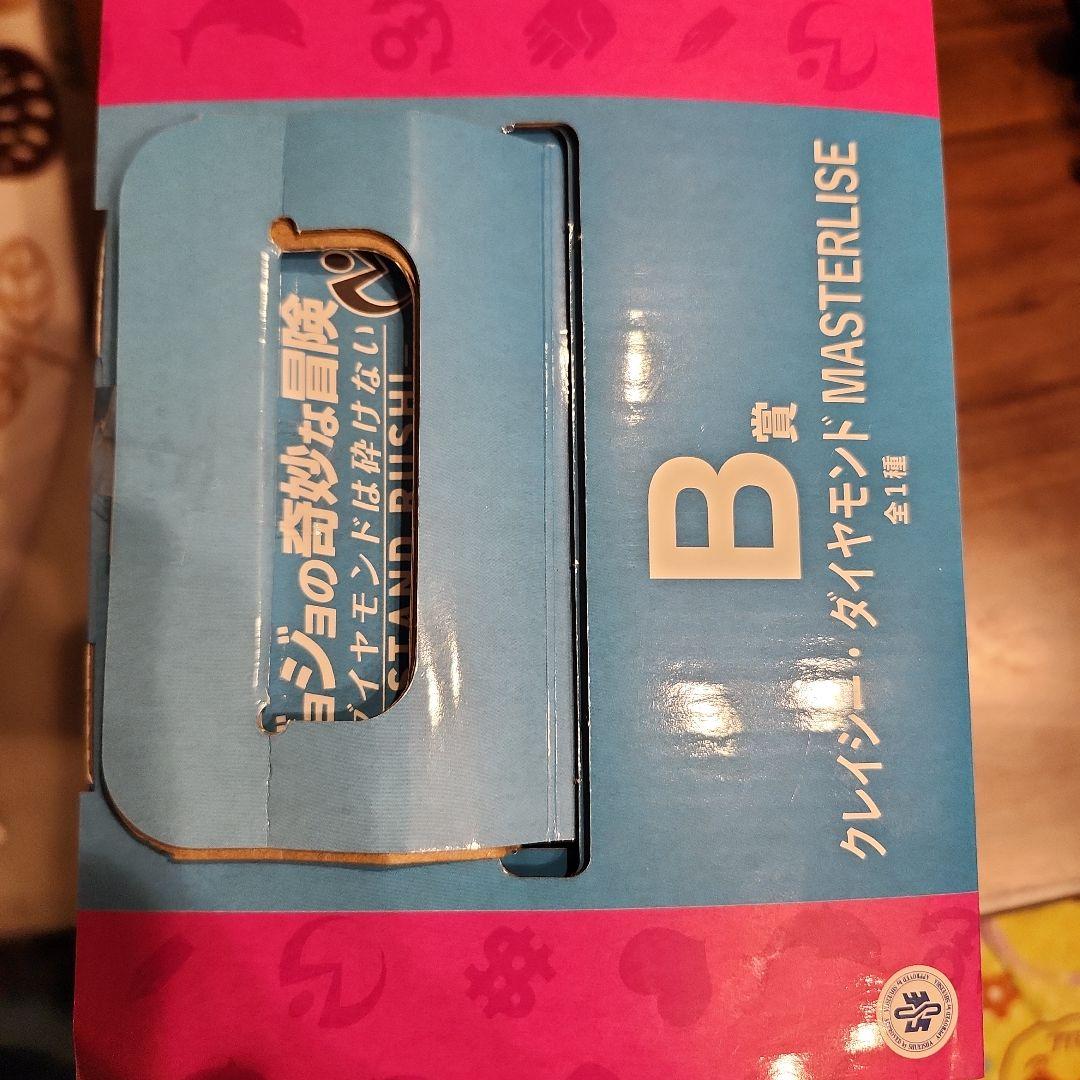 ジョジョの奇妙な冒険
ダイヤモンドは砕けない
STAND RUSH!
B賞
クレイジー・ダイヤモンド MASTERLISE
全1種